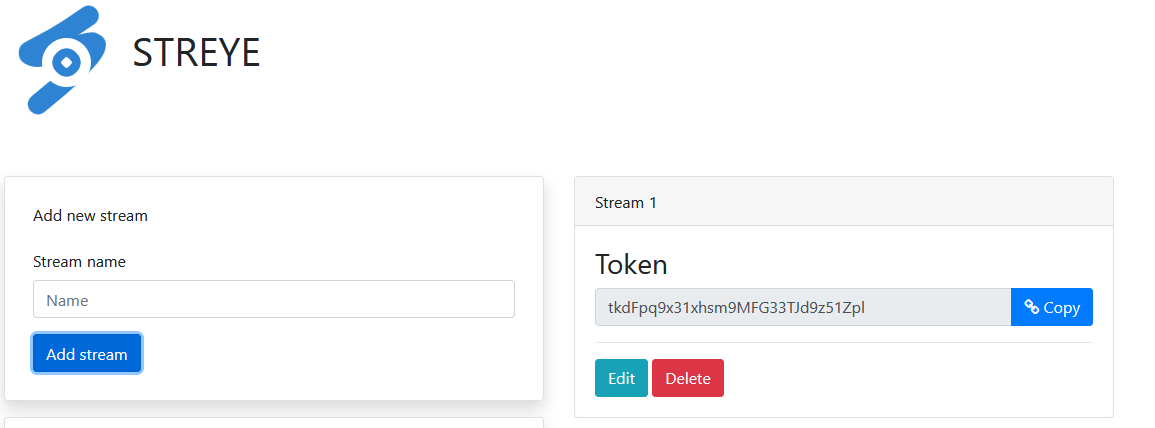 STREYE
Add new stream
Stream name
Name
Add stream
Stream 1
Token
tkdFpq9x31xhsm9MFG33TJd9z51Zpl
Copy
Edit
Delete